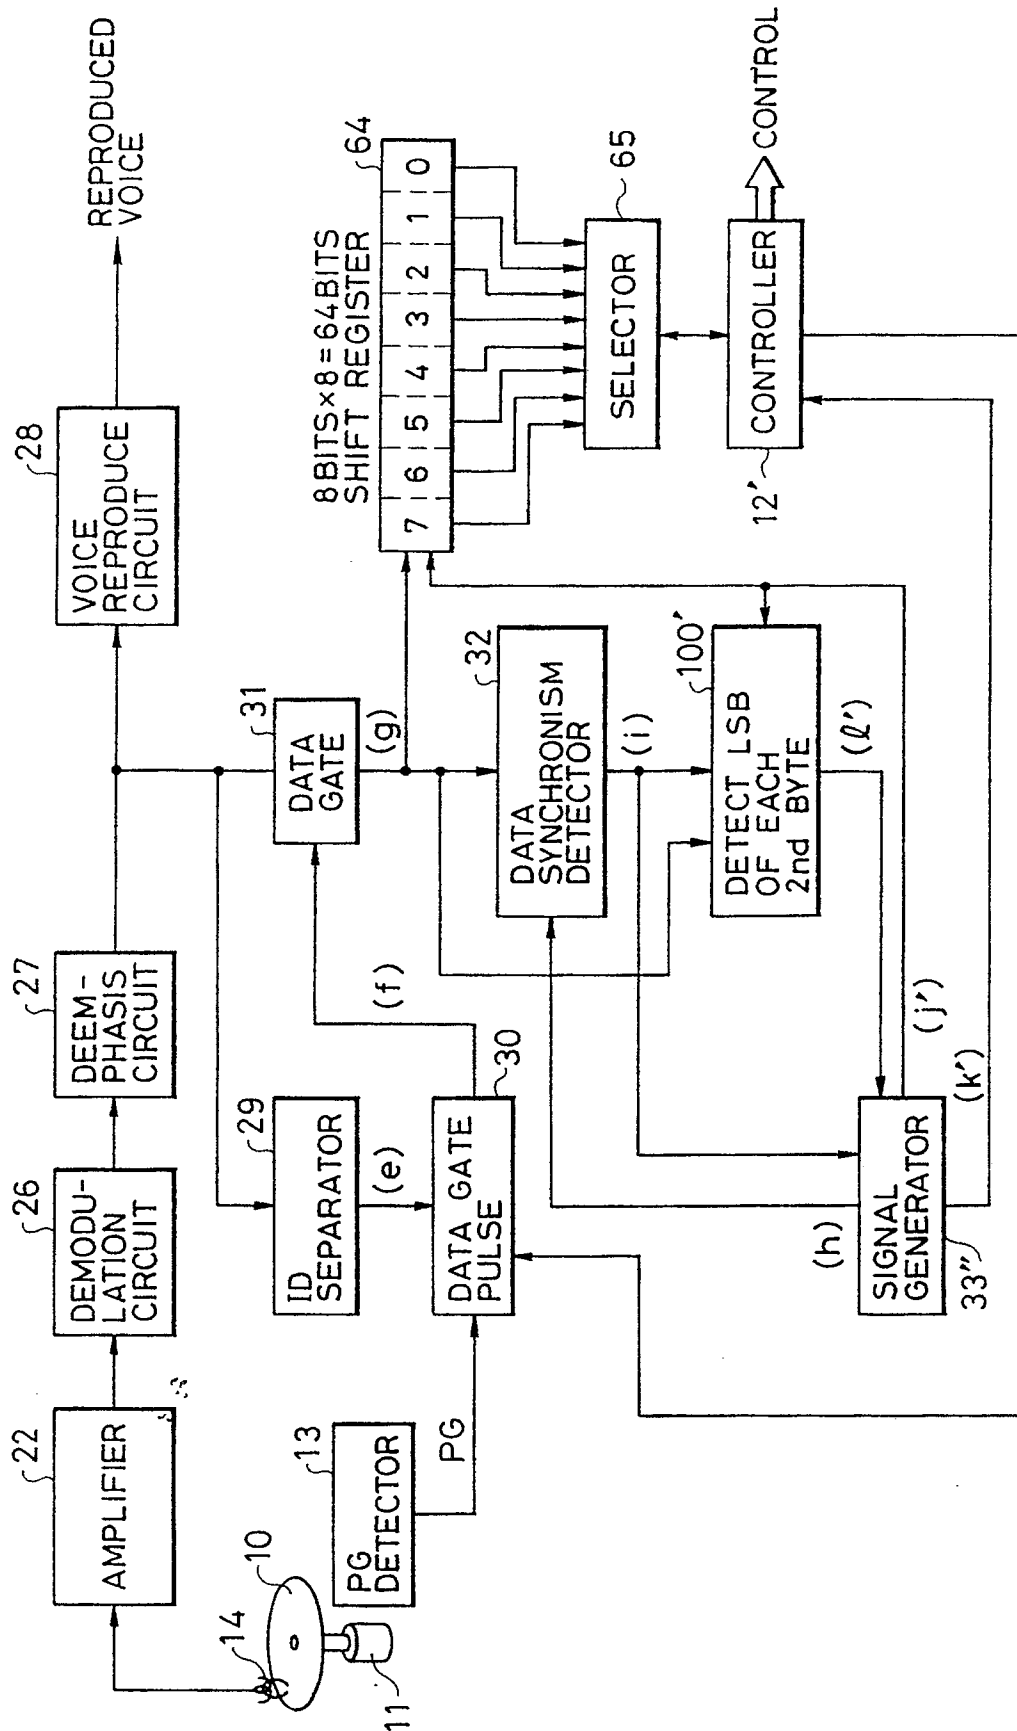 22
AMPLIFIER
26
DEMODU-
LATION
CIRCUIT
27
DEEM-
PHASIS
CIRCUIT
28
VOICE
REPRODUCE
CIRCUIT
REPRODUCED
VOICE
14
10
11
13
PG
DETECTOR
PG
29
ID
SEPARATOR
(e)
30
DATA GATE
PULSE
(f)
31
DATA
GATE
(g)
8BITS×8=64BITS
SHIFT REGISTER
64
7 6 5 4 3 2 1 0
32
DATA
SYNCHRONISM
DETECTOR
(i)
65
SELECTOR
100'
DETECT LSB
OF EACH
2nd BYTE
(ℓ')
12'
CONTROLLER
CONTROL
(h)
SIGNAL
GENERATOR
33"
(j')
(k')